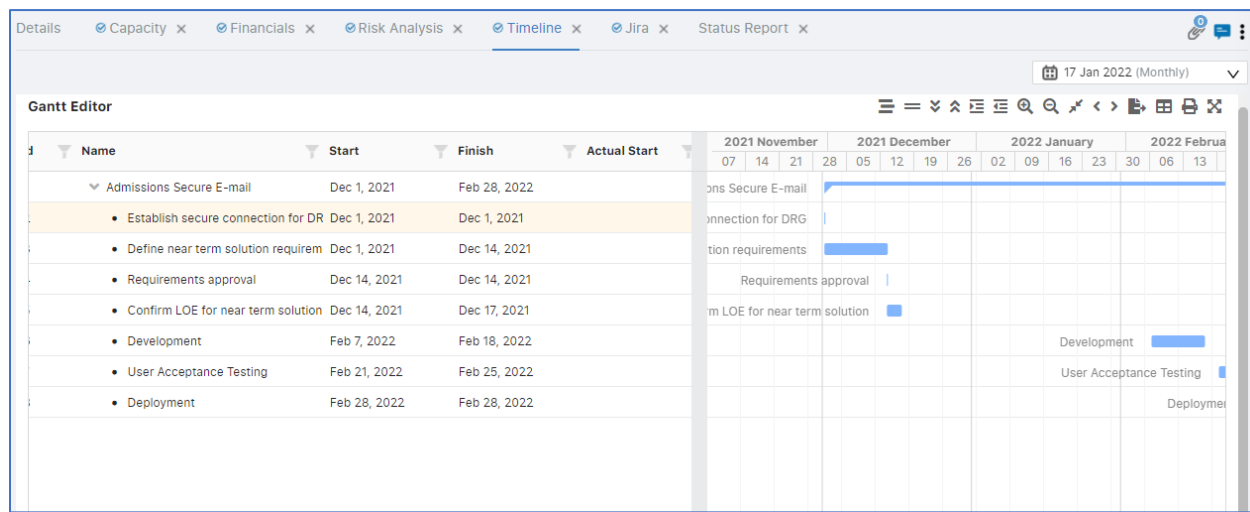 Details Capacity Financials Risk Analysis Timeline Jira Status Report 0
17 Jan 2022 (Monthly)
Gantt Editor
Name Start Finish Actual Start 2021 November 2021 December 2022 January 2022 Februa
07 14 21 28 05 12 19 26 02 09 16 23 30 06 13
Admissions Secure E-mail Dec 1, 2021 Feb 28, 2022 ons Secure E-mail
Establish secure connection for DR Dec 1, 2021 Dec 1, 2021 onnection for DRG
Define near term solution requirem Dec 1, 2021 Dec 14, 2021 tion requirements
Requirements approval Dec 14, 2021 Dec 14, 2021 Requirements approval
Confirm LOE for near term solution Dec 14, 2021 Dec 17, 2021 rm LOE for near term solution
Development Feb 7, 2022 Feb 18, 2022 Development
User Acceptance Testing Feb 21, 2022 Feb 25, 2022 User Acceptance Testing
Deployment Feb 28, 2022 Feb 28, 2022 Deploymen